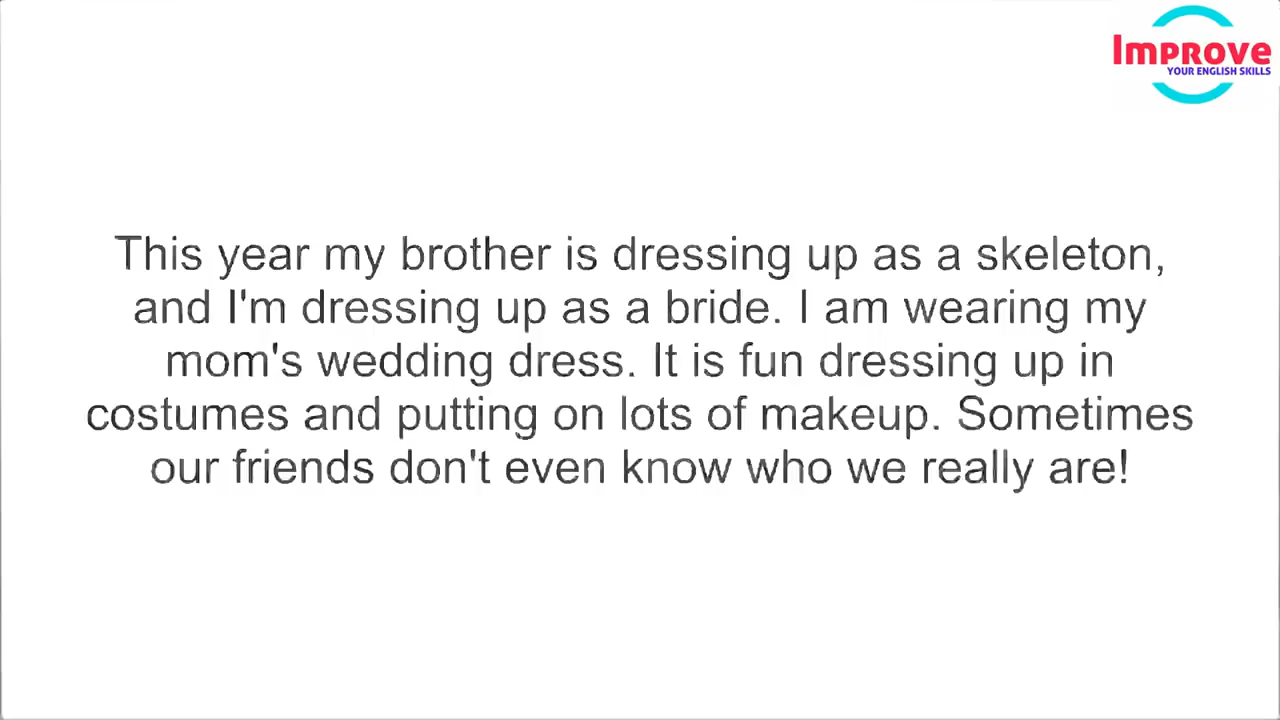 Improve
YOUR ENGLISH SKILLS
This year my brother is dressing up as a skeleton,
and I'm dressing up as a bride. I am wearing my
mom's wedding dress. It is fun dressing up in
costumes and putting on lots of makeup. Sometimes
our friends don't even know who we really are!